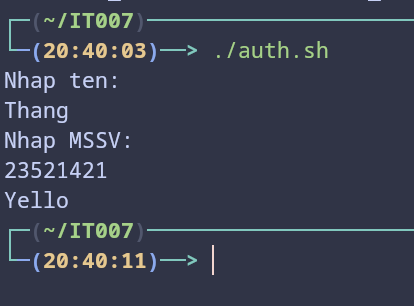 (~/IT007)
(20:40:03)—> ./auth.sh
Nhap ten:
Thang
Nhap MSSV:
23521421
Yello
(~/IT007)
(20:40:11)—>